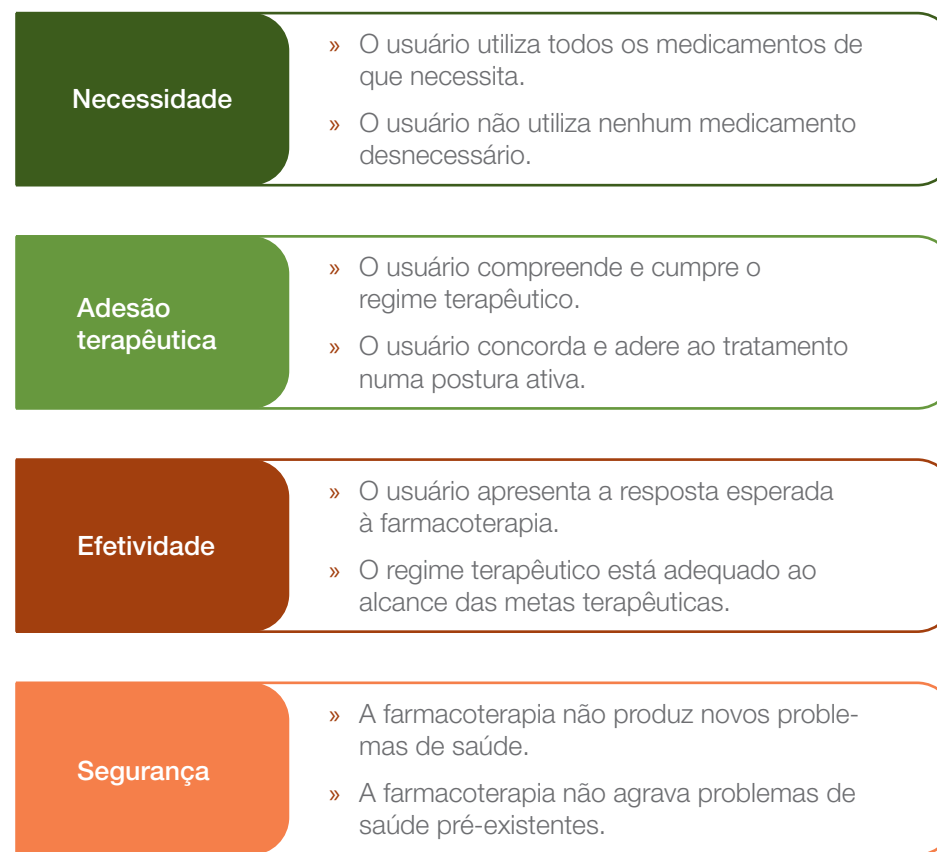 Necessidade
» O usuário utiliza todos os medicamentos de
que necessita.
» O usuário não utiliza nenhum medicamento
desnecessário.
Adesão
terapêutica
» O usuário compreende e cumpre o
regime terapêutico.
» O usuário concorda e adere ao tratamento
numa postura ativa.
Efetividade
» O usuário apresenta a resposta esperada
à farmacoterapia.
» O regime terapêutico está adequado ao
alcance das metas terapêuticas.
Segurança
» A farmacoterapia não produz novos proble-
mas de saúde.
» A farmacoterapia não agrava problemas de
saúde pré-existentes.